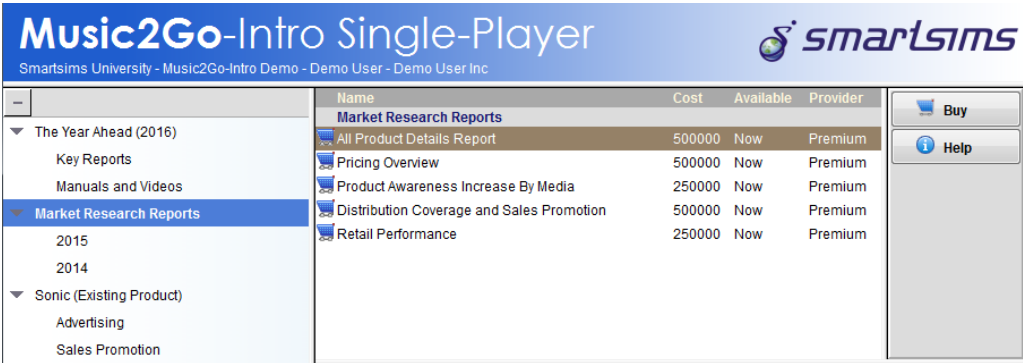 Music2Go-Intro Single-Player
smartsims
Smartsims University - Music2Go-Intro Demo - Demo User - Demo User Inc
The Year Ahead (2016)
Key Reports
Manuals and Videos
Market Research Reports
2015
2014
Sonic (Existing Product)
Advertising
Sales Promotion
Name Cost Available Provider
Market Research Reports
All Product Details Report 500000 Now Premium
Pricing Overview 500000 Now Premium
Product Awareness Increase By Media 250000 Now Premium
Distribution Coverage and Sales Promotion 500000 Now Premium
Retail Performance 250000 Now Premium
Buy
Help